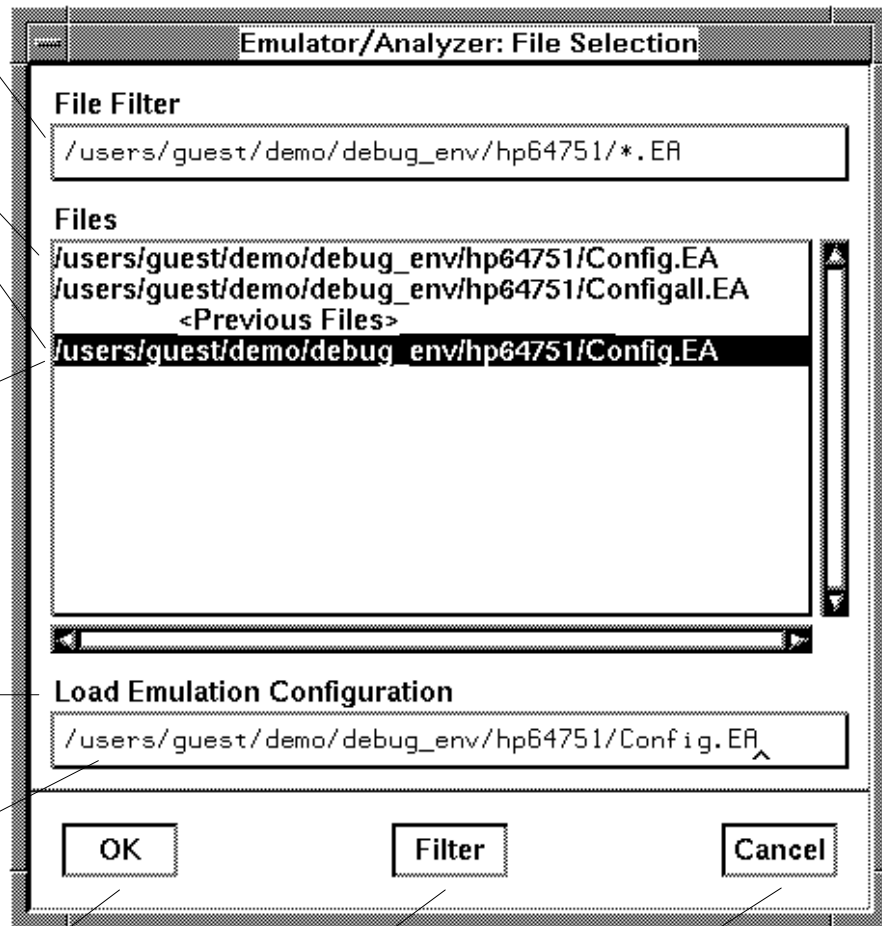 Emulator/Analyzer: File Selection
File Filter
/users/guest/demo/debug_env/hp64751/*.EA
Files
/users/guest/demo/debug_env/hp64751/Config.EA
/users/guest/demo/debug_env/hp64751/Configall.EA
<Previous Files>
/users/guest/demo/debug_env/hp64751/Config.EA
Load Emulation Configuration
/users/guest/demo/debug_env/hp64751/Config.EA
OK Filter Cancel